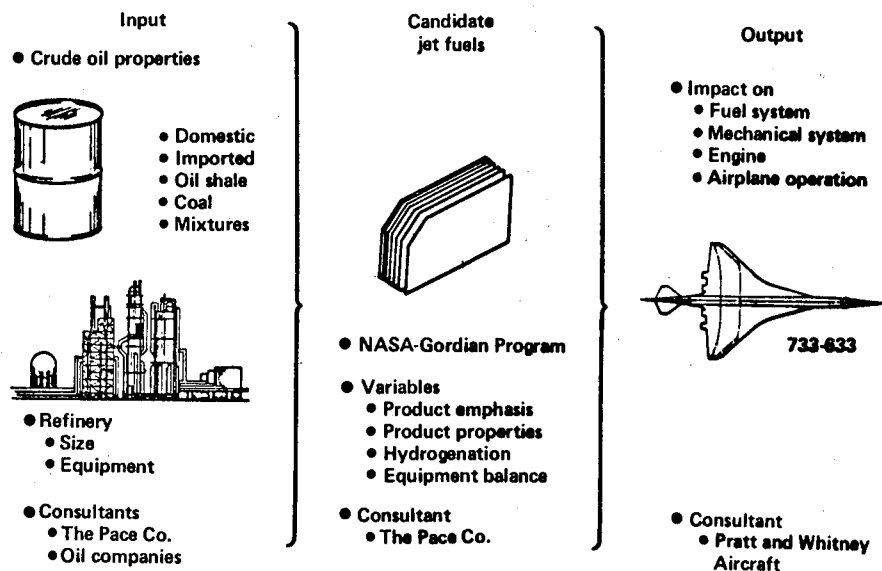 Input
● Crude oil properties
● Domestic
● Imported
● Oil shale
● Coal
● Mixtures
● Refinery
● Size
● Equipment
● Consultants
● The Pace Co.
● Oil companies
Candidate
jet fuels
● NASA-Gordian Program
● Variables
● Product emphasis
● Product properties
● Hydrogenation
● Equipment balance
● Consultant
● The Pace Co.
Output
● Impact on
● Fuel system
● Mechanical system
● Engine
● Airplane operation
733-633
● Consultant
● Pratt and Whitney
Aircraft